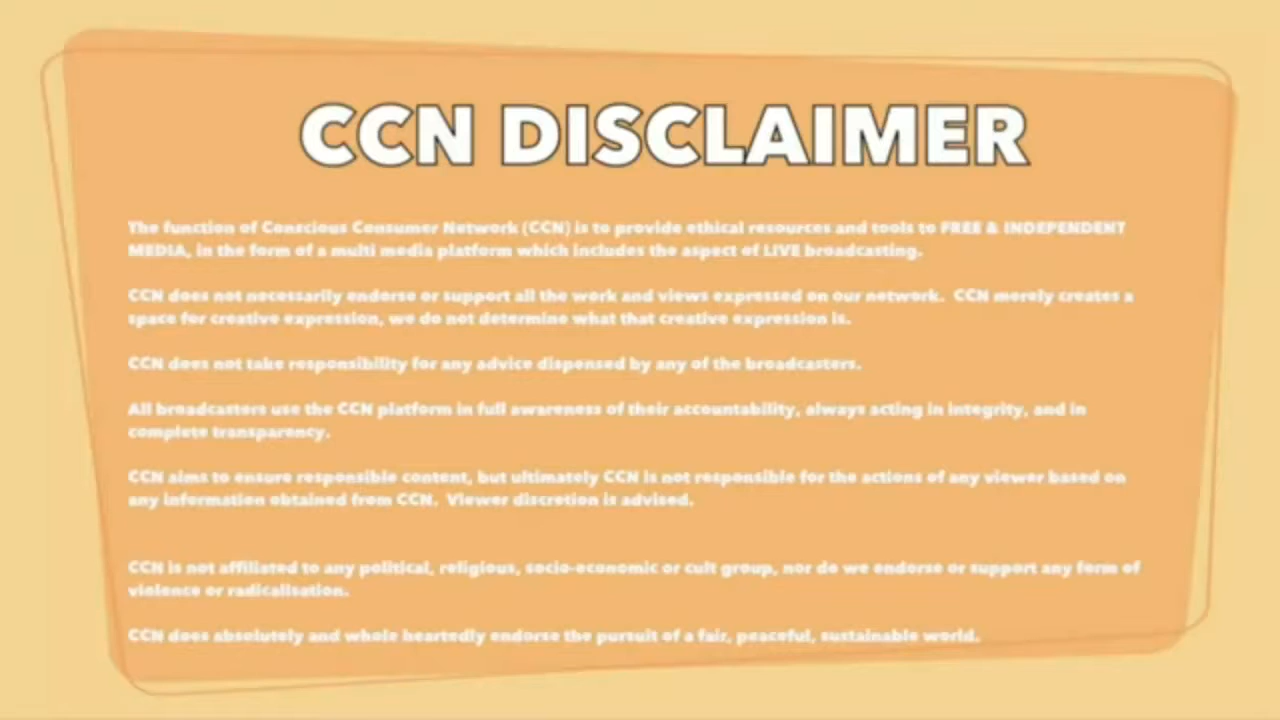 CCN DISCLAIMER
The function of Conscious Consumer Network (CCN) is to provide ethical resources and tools to FREE & INDEPENDENT
MEDIA, in the form of a multi media platform which includes the aspect of LIVE broadcasting.
CCN does not necessarily endorse or support all the work and views expressed on our network.  CCN merely creates a
space for creative expression, we do not determine what that creative expression is.
CCN does not take responsibility for any advice dispensed by any of the broadcasters.
All broadcasters use the CCN platform in full awareness of their accountability, always acting in integrity, and in
complete transparency.
CCN aims to ensure responsible content, but ultimately CCN is not responsible for the actions of any viewer based on
any information obtained from CCN.  Viewer discretion is advised.
CCN is not affiliated to any political, religious, socio-economic or cult group, nor do we endorse or support any form of
violence or radicalisation.
CCN does absolutely and whole heartedly endorse the pursuit of a fair, peaceful, sustainable world.